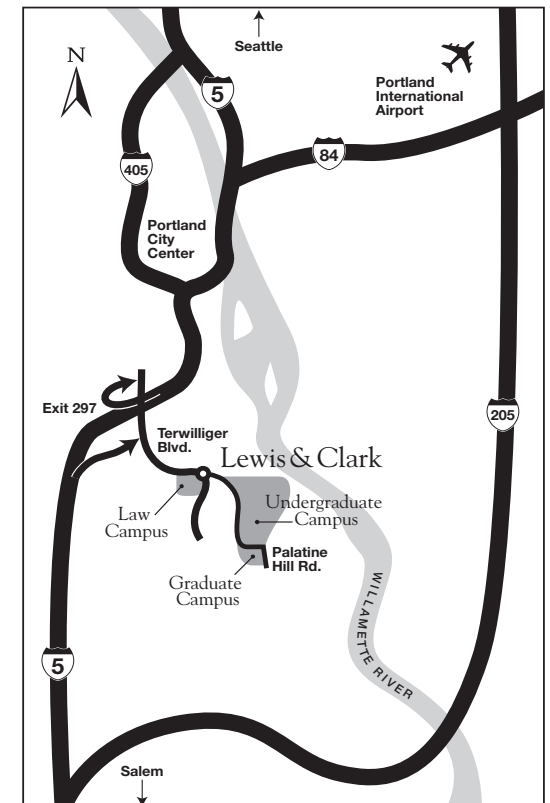 Seattle
N
Portland
International
Airport
5
84
405
Portland
City
Center
Exit 297
205
Terwilliger
Blvd.
Lewis & Clark
Law
Campus
Undergraduate
Campus
Palatine
Hill Rd.
Graduate
Campus
WILLAMETTE RIVER
5
Salem